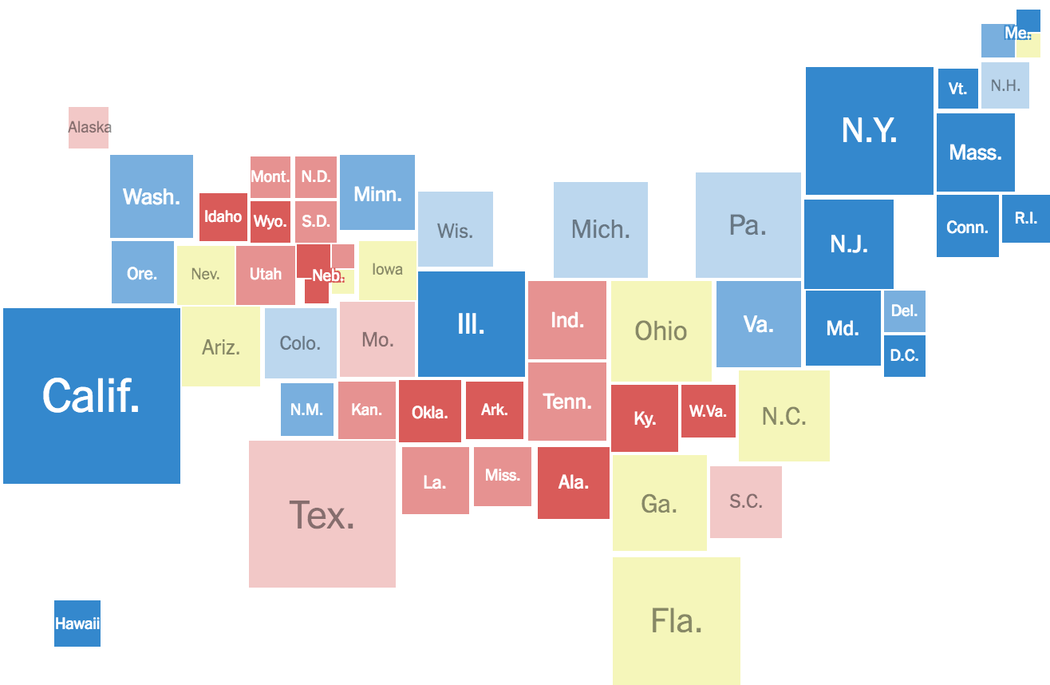 Me.
N.Y.
Vt.
N.H.
Alaska
Mass.
Wash.
Mont.
N.D.
Minn.
Idaho
Wyo.
S.D.
Wis.
Mich.
Pa.
N.J.
Conn.
R.I.
Ore.
Nev.
Utah
Neb.
Iowa
Ill.
Ind.
Ohio
Va.
Md.
Del.
D.C.
Calif.
Ariz.
Colo.
Mo.
N.M.
Kan.
Okla.
Ark.
Tenn.
Ky.
W.Va.
N.C.
Tex.
La.
Miss.
Ala.
Ga.
S.C.
Hawaii
Fla.